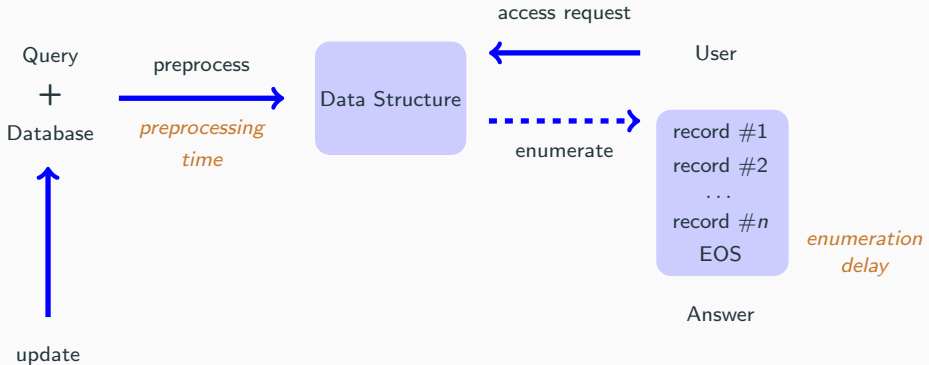 Query
+
Database
update
preprocess
preprocessing
time
Data Structure
access request
enumerate
User
record #1
record #2
...
record #n
EOS
Answer
enumeration
delay